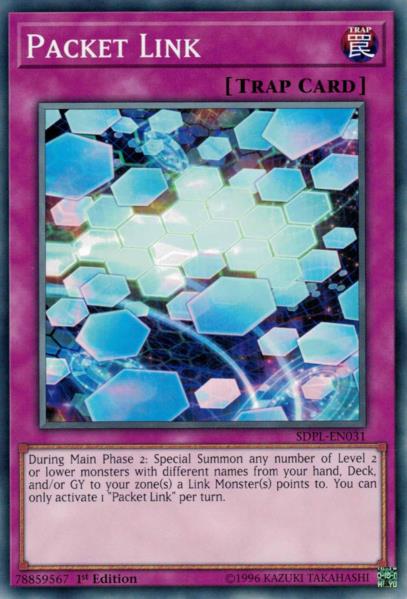 PACKET LINK
TRAP
罠
[TRAP CARD]
SDPL-EN031
During Main Phase 2: Special Summon any number of Level 2
or lower monsters with different names from your hand, Deck,
and/or GY to your zone(s) a Link Monster(s) points to. You can
only activate 1 "Packet Link" per turn.
78859567 1st Edition ©1996 KAZUKI TAKAHASHI